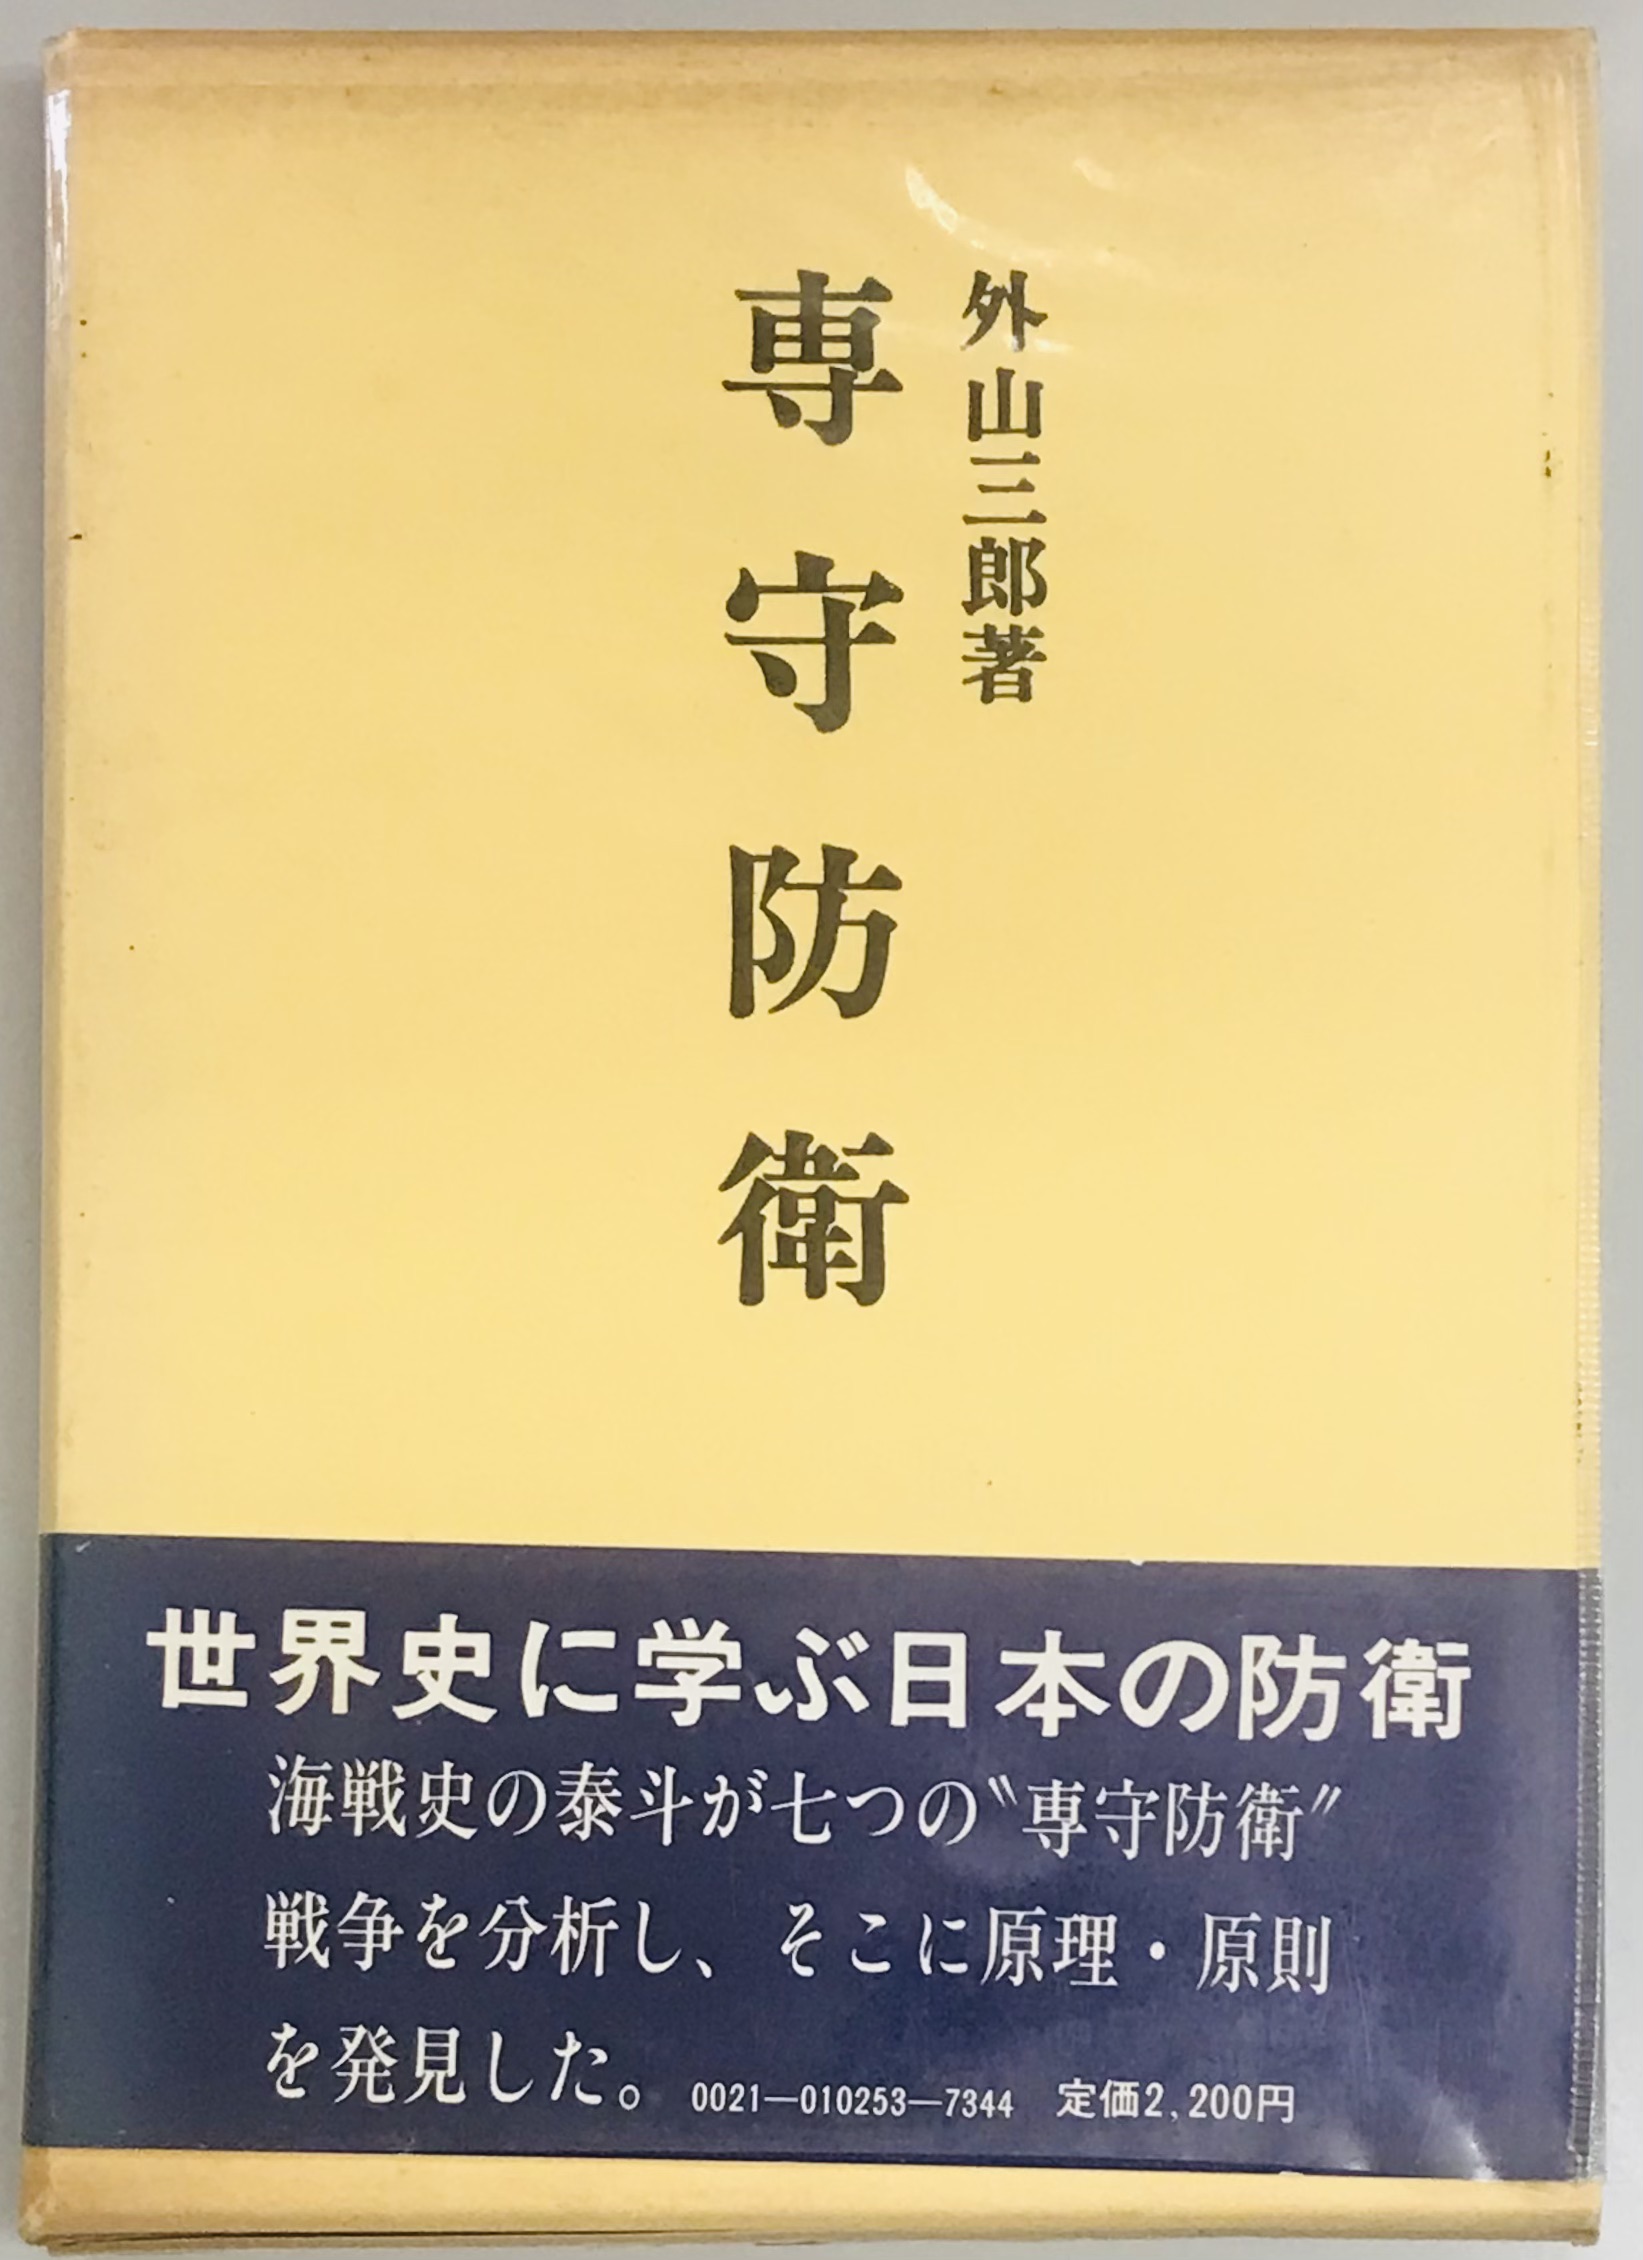 外山三郎著
専守防衛
世界史に学ぶ日本の防衛
海戦史の泰斗が七つの〝専守防衛〟
戦争を分析し、そこに原理・原則
を発見した。 0021—010253—7344 定価2,200円